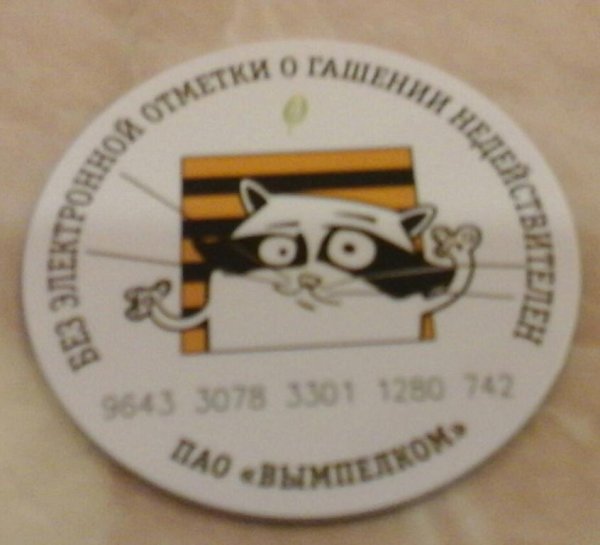 БЕЗ ЭЛЕКТРОННОЙ ОТМЕТКИ О ГАШЕНИИ НЕДЕЙСТВИТЕЛЕН
9643 3078 3301 1280 742
ПАО «ВЫМПЕЛКОМ»